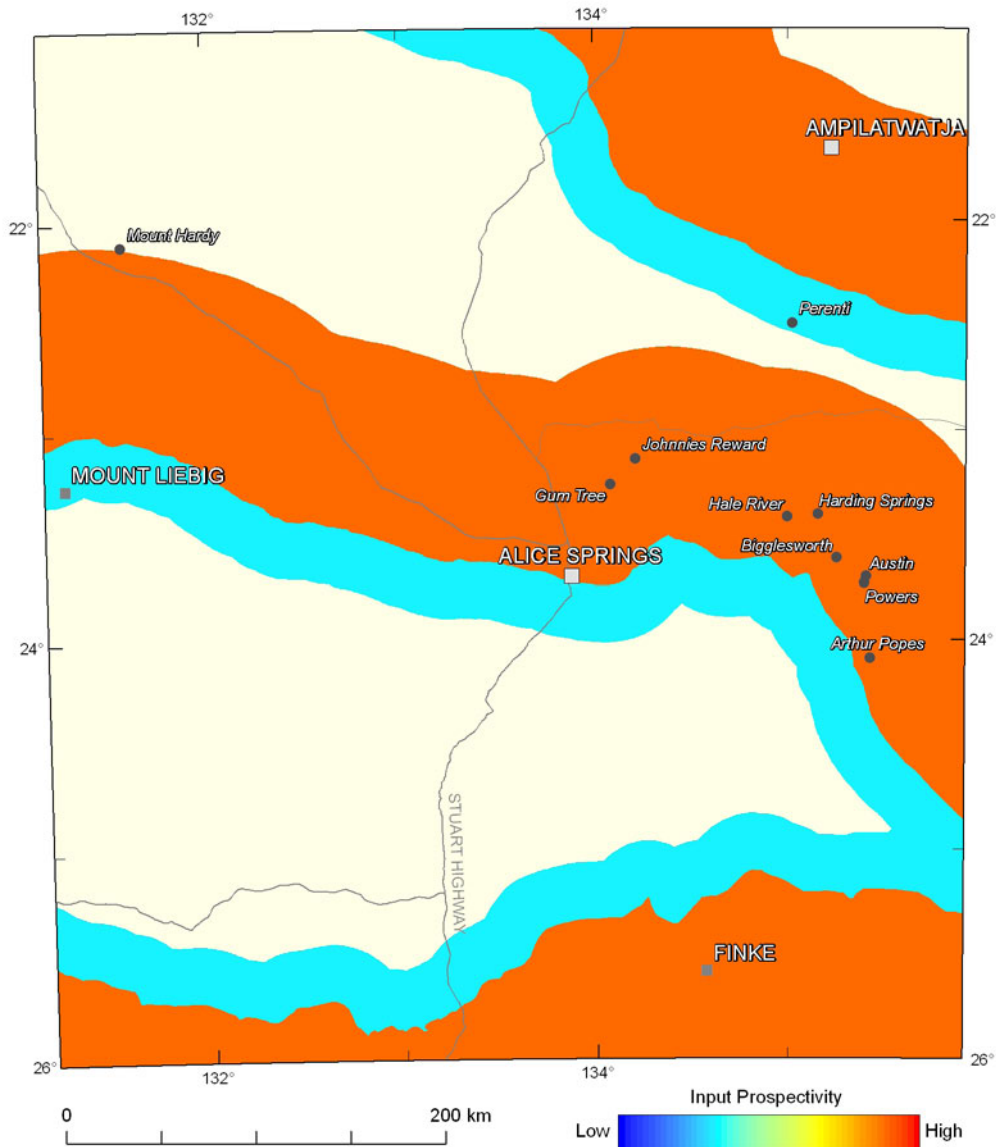 132°
134°
AMPILATWATJA
22°
22°
Mount Hardy
Perenti
Johnnies Reward
MOUNT LIEBIG
Gum Tree
Hale River
Harding Springs
Bigglesworth
ALICE SPRINGS
Austin
Powers
24°
24°
Arthur Popes
STUART HIGHWAY
FINKE
26°
26°
132°
134°
0
200 km
Input Prospectivity
Low
High